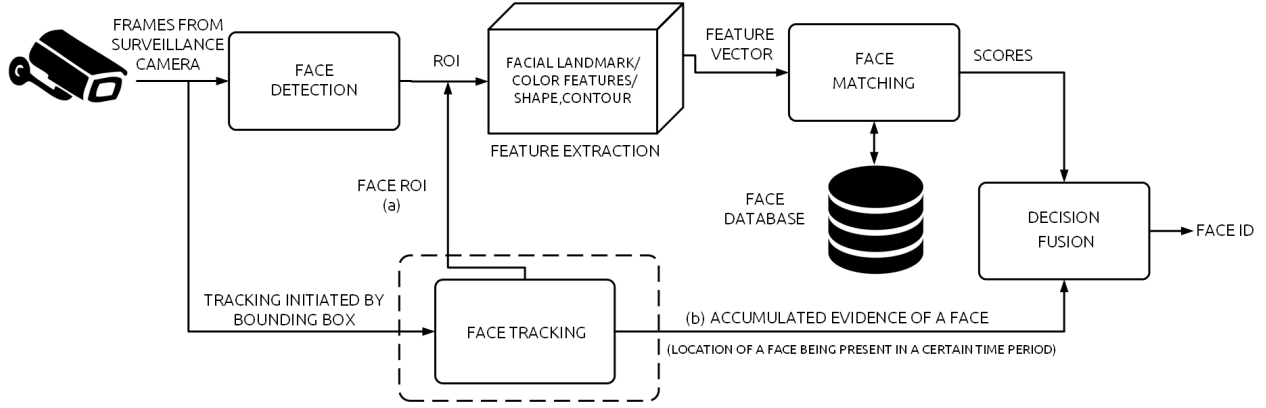 FRAMES FROM
SURVEILLANCE
CAMERA
FACE
DETECTION
ROI
FACIAL LANDMARK/
COLOR FEATURES/
SHAPE,CONTOUR
FEATURE EXTRACTION
FEATURE
VECTOR
FACE
MATCHING
SCORES
FACE ROI
(a)
FACE
DATABASE
DECISION
FUSION
FACE ID
TRACKING INITIATED BY
BOUNDING BOX
FACE TRACKING
(b) ACCUMULATED EVIDENCE OF A FACE
(LOCATION OF A FACE BEING PRESENT IN A CERTAIN TIME PERIOD)